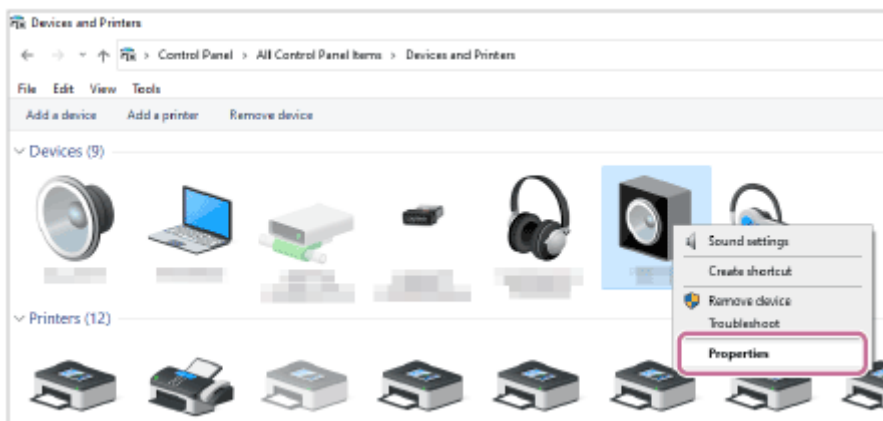 Devices and Printers
Control Panel > All Control Panel Items > Devices and Printers
File Edit View Tools
Add a device Add a printer Remove device
Devices (9)
Sound settings
Create shortcut
Remove device
Troubleshoot
Properties
Printers (12)